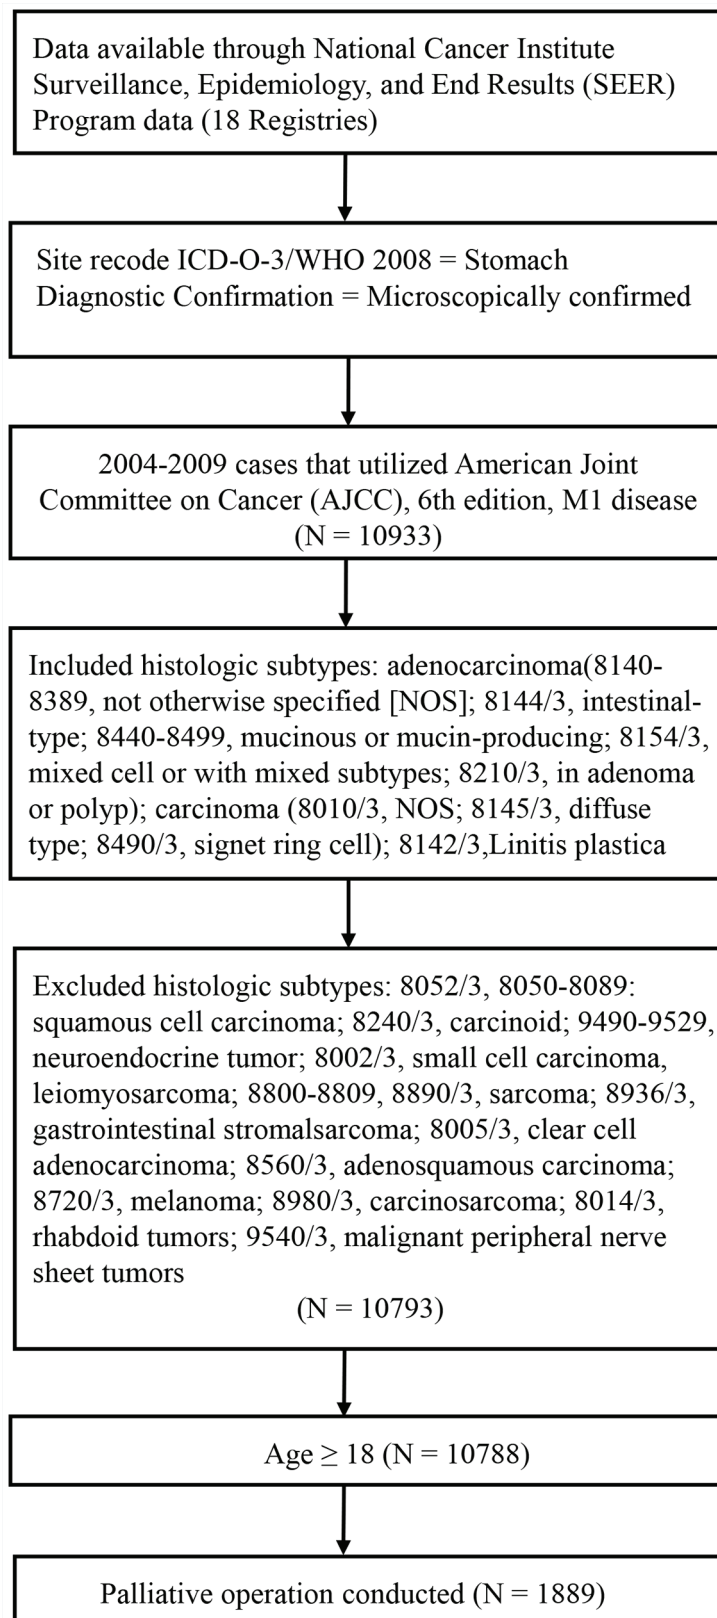 Data available through National Cancer Institute
Surveillance, Epidemiology, and End Results (SEER)
Program data (18 Registries)
Site recode ICD-O-3/WHO 2008 = Stomach
Diagnostic Confirmation = Microscopically confirmed
2004-2009 cases that utilized American Joint
Committee on Cancer (AJCC), 6th edition, M1 disease
(N = 10933)
Included histologic subtypes: adenocarcinoma(8140-
8389, not otherwise specified [NOS]; 8144/3, intestinal-
type; 8440-8499, mucinous or mucin-producing; 8154/3,
mixed cell or with mixed subtypes; 8210/3, in adenoma
or polyp); carcinoma (8010/3, NOS; 8145/3, diffuse
type; 8490/3, signet ring cell); 8142/3,Linitis plastica
Excluded histologic subtypes: 8052/3, 8050-8089:
squamous cell carcinoma; 8240/3, carcinoid; 9490-9529,
neuroendocrine tumor; 8002/3, small cell carcinoma,
leiomyosarcoma; 8800-8809, 8890/3, sarcoma; 8936/3,
gastrointestinal stromalsarcoma; 8005/3, clear cell
adenocarcinoma; 8560/3, adenosquamous carcinoma;
8720/3, melanoma; 8980/3, carcinosarcoma; 8014/3,
rhabdoid tumors; 9540/3, malignant peripheral nerve
sheet tumors
(N = 10793)
Age ≥ 18 (N = 10788)
Palliative operation conducted (N = 1889)